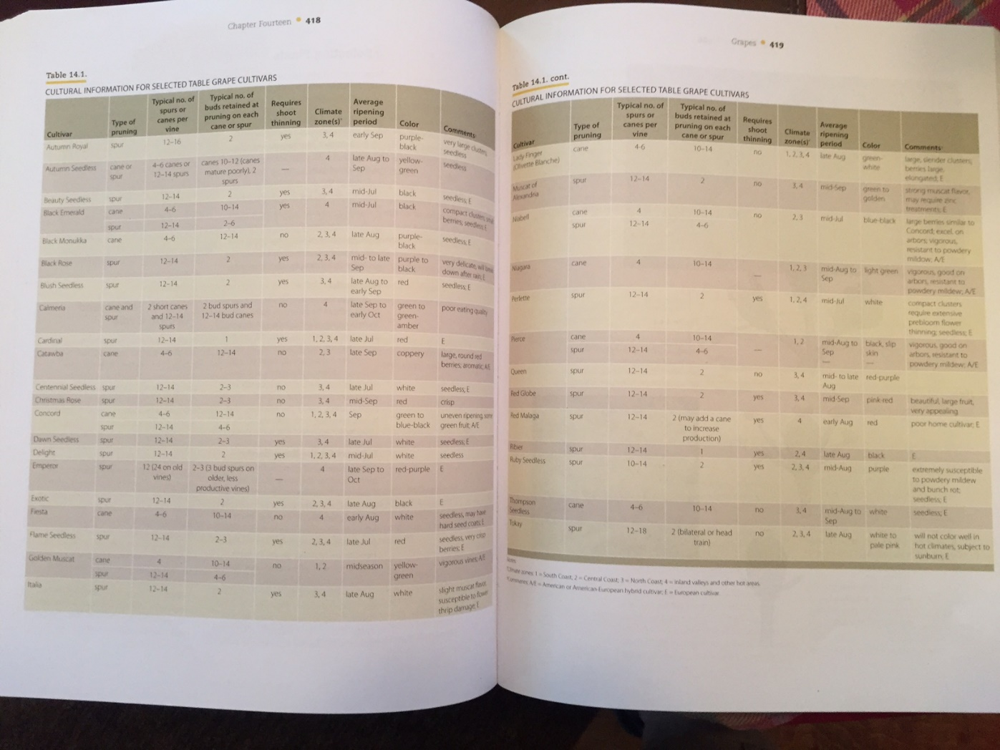 Chapter Fourteen • 418
Table 14.1.
CULTURAL INFORMATION FOR SELECTED TABLE GRAPE CULTIVARS
Cultivar | Type of pruning | Typical no. of spurs or canes per vine | Typical no. of buds retained at pruning on each cane or spur | Requires shoot thinning | Climate zone(s)* | Average ripening period | Color | Comments
Autumn Royal | spur | 12–16 | 2 | yes | 3, 4 | early Sep | purple-black | very large clusters, seedless
Autumn Seedless | cane or spur | 4–6 canes or 12–14 spurs | canes 10–12 (canes mature poorly), 2 spurs | — | 4 | late Aug to Sep | yellow-green | seedless
Beauty Seedless | spur | 12–14 | 2 | yes | 3, 4 | mid-Jul | black | seedless; E
Black Emerald | cane | 4–6 | 10–14 | yes | 4 | mid-Jul | black | compact clusters, berries, seedless; E
spur | 12–14 | 2–6
Black Monukka | cane | 4–6 | 12–14 | no | 2, 3, 4 | late Aug | purple-black | seedless; E
Black Rose | spur | 12–14 | 2 | yes | 2, 3, 4 | mid- to late Sep | purple to black | very delicate, will break down after rain; E
Blush Seedless | spur | 12–14 | 2 | yes | 3, 4 | late Aug to early Sep | red | seedless; E
Calmeria | cane and spur | 2 short canes and 12–14 spurs | 2 bud spurs and 12–14 bud canes | no | 4 | late Sep to early Oct | green to green-amber | poor eating quality
Cardinal | spur | 12–14 | 1 | yes | 1, 2, 3, 4 | late Jul | red | E
Catawba | cane | 4–6 | 12–14 | no | 2, 3 | late Sep | coppery | large, round red berries; aromatic; A/E
Centennial Seedless | spur | 12–14 | 2–3 | no | 3, 4 | late Jul | white | seedless; E
Christmas Rose | spur | 12–14 | 2–3 | no | 3, 4 | mid-Sep | red | crisp
Concord | cane | 4–6 | 12–14 | no | 1, 2, 3, 4 | Sep | green to blue-black | uneven ripening, some green fruit; A/E
spur | 12–14 | 4–6
Dawn Seedless | spur | 12–14 | 2–3 | yes | 3, 4 | late Jul | white | seedless; E
Delight | spur | 12–14 | 2 | yes | 1, 2, 3, 4 | mid-Jul | white | seedless
Emperor | spur | 12 (24 on old vines) | 2–3 (3 bud spurs on older, less productive vines) | — | 4 | late Sep to Oct | red-purple | E
Exotic | spur | 12–14 | 2 | yes | 2, 3, 4 | late Aug | black | E
Fiesta | cane | 4–6 | 10–14 | no | 4 | early Aug | white | seedless, may have hard seed coats; E
Flame Seedless | spur | 12–14 | 2–3 | yes | 2, 3, 4 | late Jul | red | seedless, very crisp berries; E
Golden Muscat | cane | 4 | 10–14 | no | 1, 2 | midseason | yellow-green | vigorous vines; A/E
spur | 12–14 | 4–6
Italia | spur | 12–14 | 2 | yes | 3, 4 | late Aug | white | slight muscat flavor, susceptible to flower thrip damage; E
Grapes • 419
Table 14.1. cont.
CULTURAL INFORMATION FOR SELECTED TABLE GRAPE CULTIVARS
Cultivar | Type of pruning | Typical no. of spurs or canes per vine | Typical no. of buds retained at pruning on each cane or spur | Requires shoot thinning | Climate zone(s)* | Average ripening period | Color | Comments
Lady Finger (Olivette Blanche) | cane | 4-6 | 10–14 | no | 1, 2, 3, 4 | late Aug | green-white | large, slender clusters; berries large, elongated; E
Muscat of Alexandria | spur | 12–14 | 2 | no | 3, 4 | mid-Sep | green to golden | strong muscat flavor, may require zinc treatments; E
Niabell | cane | 4 | 10–14 | no | 2, 3 | mid-Jul | blue-black | large berries similar to Concord; excel. on arbors; vigorous, resistant to powdery mildow; A/E
spur | 12–14 | 4–6
Niagara | cane | 4 | 10–14 | — | 1, 2, 3 | mid-Aug to Sep | light green | vigorous, good on arbors, resistant to powdery mildew; A/E
Perlette | spur | 12–14 | 2 | yes | 1, 2, 4 | mid-Jul | white | compact clusters require extensive prebloom flower thinning; seedless; E
Pierce | cane | 4 | 10–14 | — | 1, 2 | mid-Aug to Sep | black, slip skin | vigorous, good on arbors, resistant to powdery mildew; A/E
spur | 12–14 | 4–6 | — | —
Queen | spur | 12–14 | 2 | no | 3, 4 | mid- to late Aug | red-purple
Red Globe | spur | 12–14 | 2 | yes | 3, 4 | mid-Sep | pink-red | beautiful, large fruit, very appealing
Red Malaga | spur | 12–14 | 2 (may add a cane to increase production) | yes | 4 | early Aug | red | poor home cultivar; E
Ribier | spur | 12–14 | 1 | yes | 2, 4 | late Aug | black | E
Ruby Seedless | spur | 10–14 | 2 | yes | 2, 3, 4 | mid-Aug | purple | extremely susceptible to powdery mildew and bunch rot; seedless; E
Thompson Seedless | cane | 4–6 | 10–14 | no | 3, 4 | mid-Aug to Sep | white | seedless; E
Tokay | spur | 12–18 | 2 (bilateral or head train) | no | 2, 3, 4 | late Aug | white to pale pink | will not color well in hot climates, subject to sunburn, E
Notes:
*Climate zones: 1 = South Coast; 2 = Central Coast; 3 = North Coast; 4 = inland valleys and other hot areas.
Comments: A/E = American or American-European hybrid cultivar; E = European cultivar.